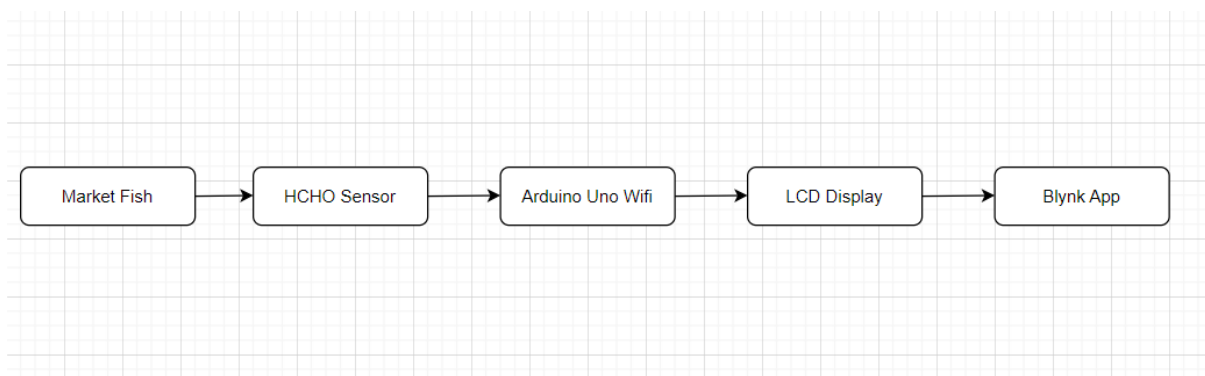 Market Fish
HCHO Sensor
Arduino Uno Wifi
LCD Display
Blynk App